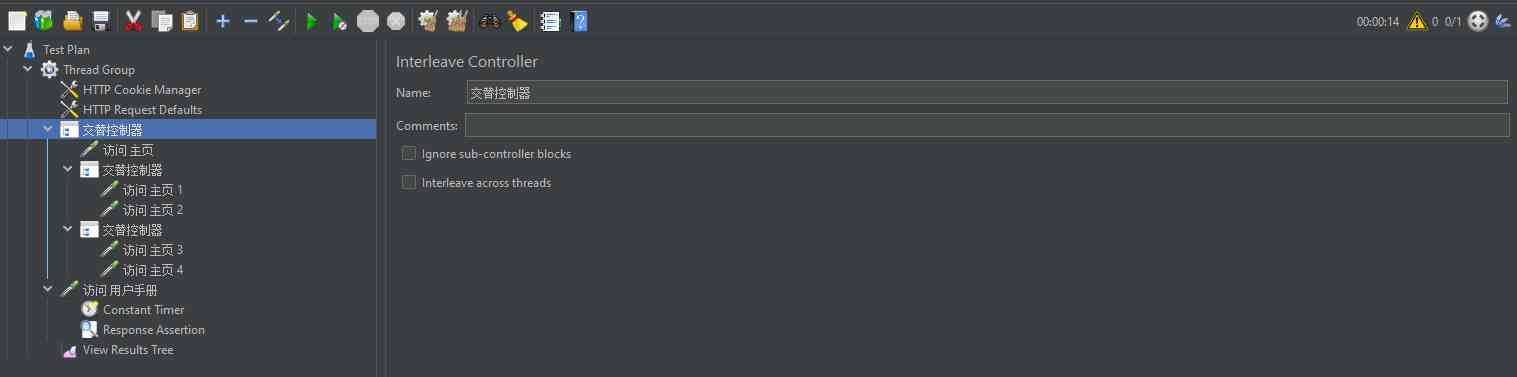 00:00:14 0 0/1
Test Plan
Thread Group
HTTP Cookie Manager
HTTP Request Defaults
交替控制器
访问 主页
交替控制器
访问 主页 1
访问 主页 2
交替控制器
访问 主页 3
访问 主页 4
访问 用户手册
Constant Timer
Response Assertion
View Results Tree
Interleave Controller
Name: 交替控制器
Comments:
Ignore sub-controller blocks
Interleave across threads